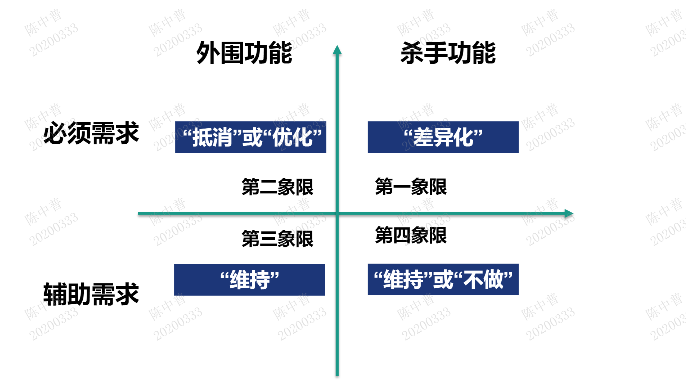 外围功能 杀手功能
必须需求 “抵消”或“优化” “差异化”
第二象限 第一象限
第三象限 第四象限
辅助需求 “维持” “维持”或“不做”
陈中普
20200333